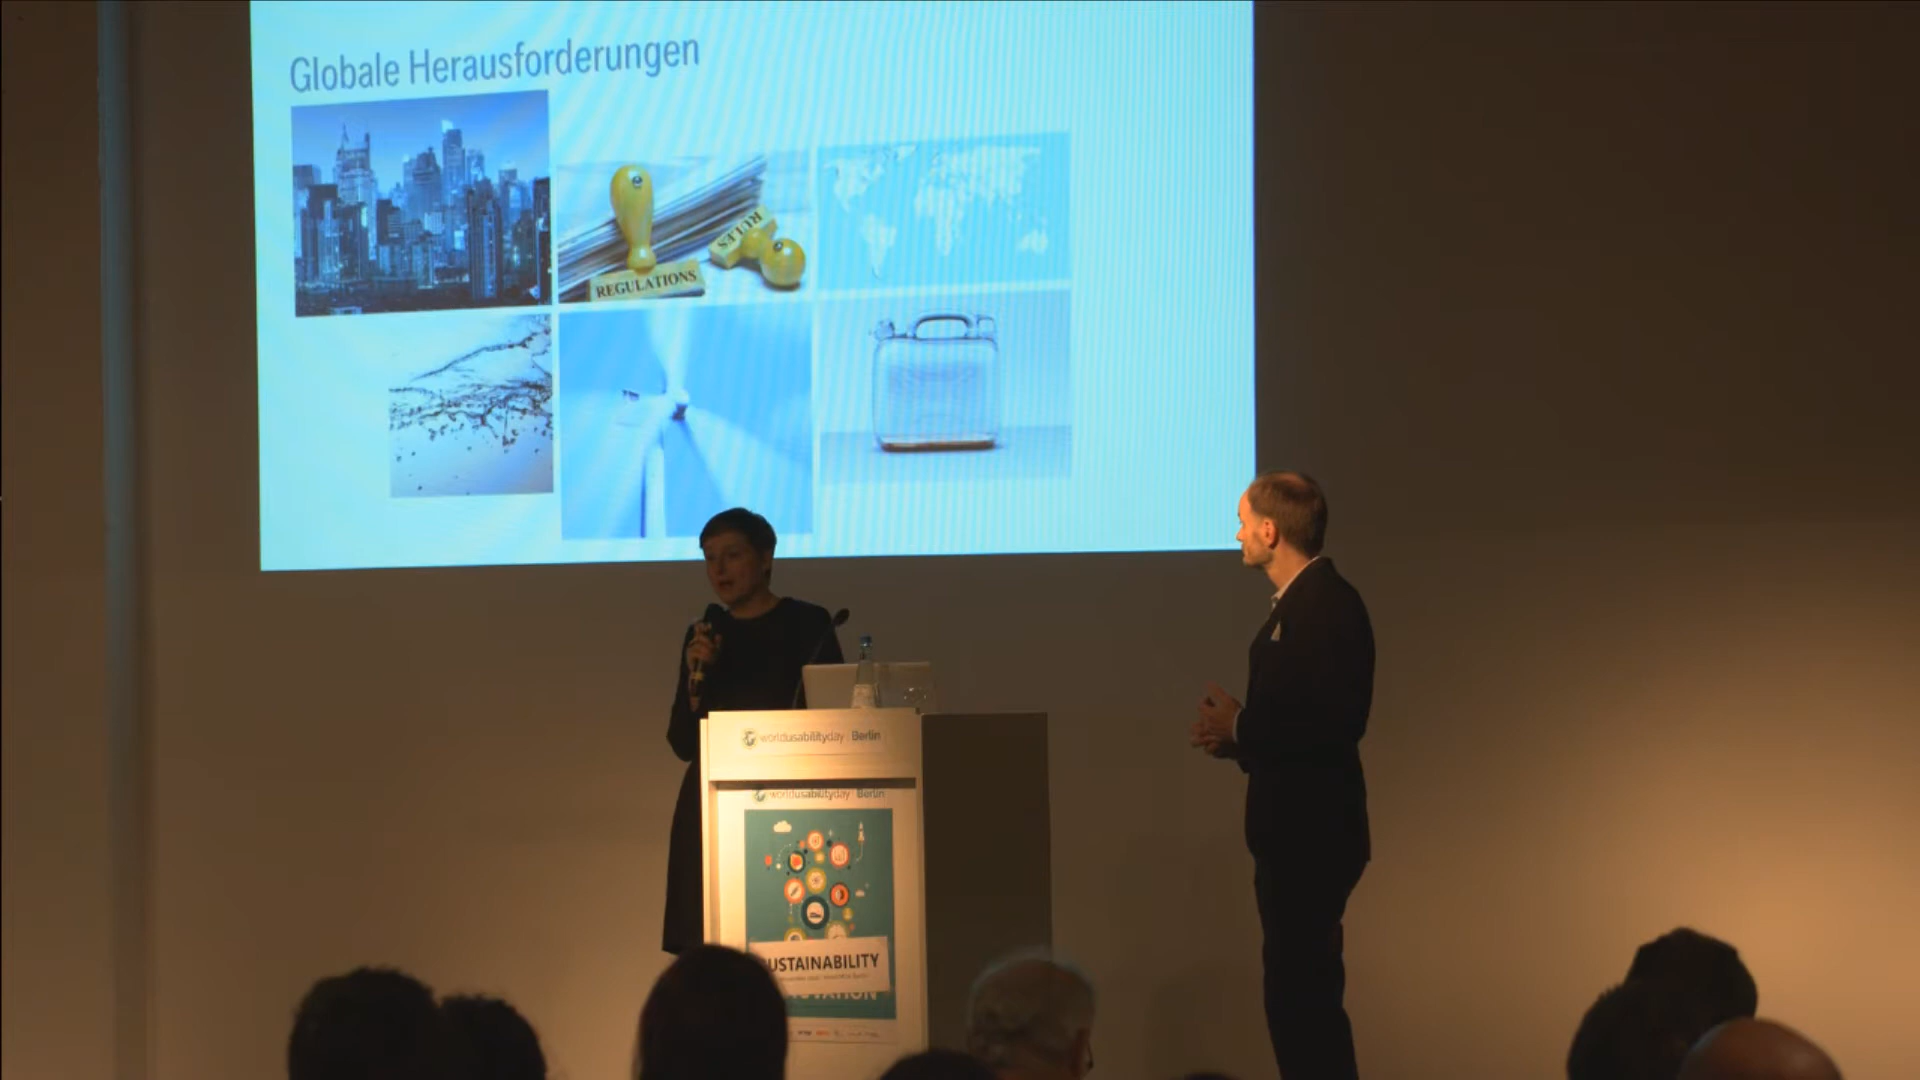 Globale Herausforderungen
RULES
REGULATIONS
worldusabilityday Berlin
worldusabilityday Berlin
USTAINABILITY